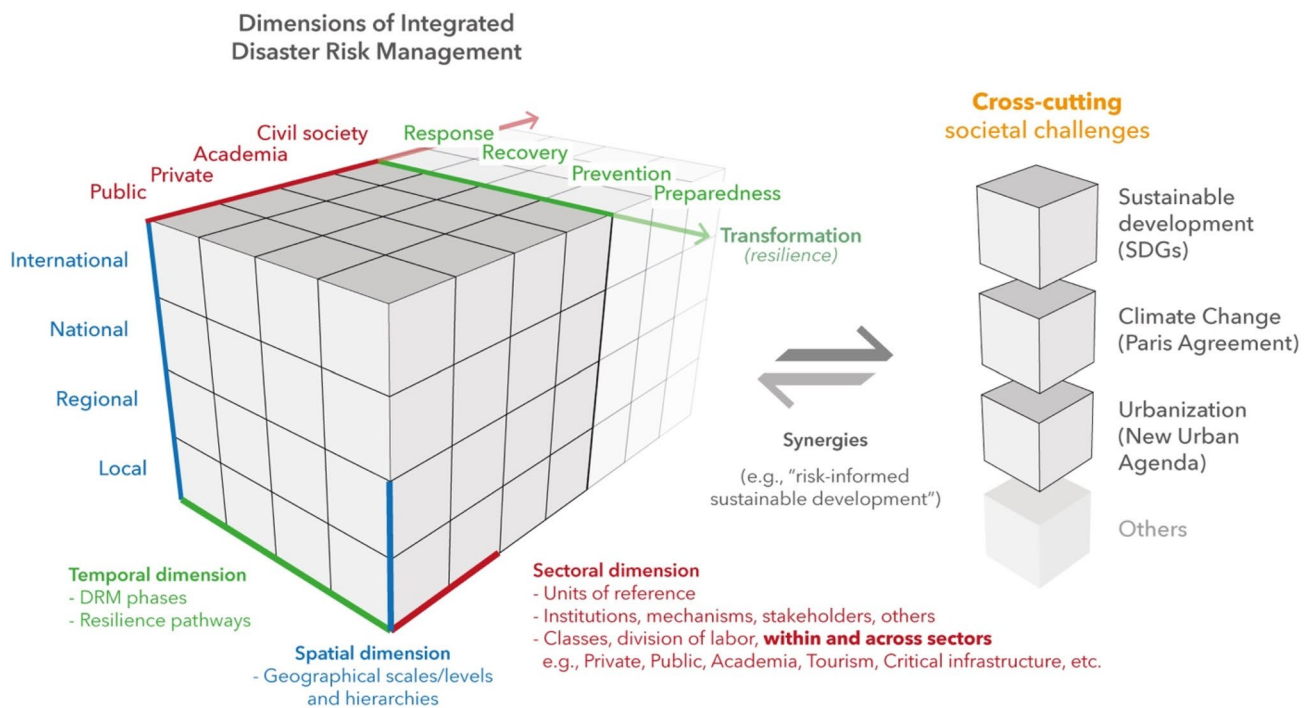 Dimensions of Integrated
Disaster Risk Management
Civil society
Academia
Private
Public
Response
Recovery
Prevention
Preparedness
Transformation
(resilience)
International
National
Regional
Local
Temporal dimension
- DRM phases
- Resilience pathways
Spatial dimension
- Geographical scales/levels
and hierarchies
Sectoral dimension
- Units of reference
- Institutions, mechanisms, stakeholders, others
- Classes, division of labor, within and across sectors
e.g., Private, Public, Academia, Tourism, Critical infrastructure, etc.
Synergies
(e.g., “risk-informed
sustainable development”)
Cross-cutting
societal challenges
Sustainable
development
(SDGs)
Climate Change
(Paris Agreement)
Urbanization
(New Urban
Agenda)
Others